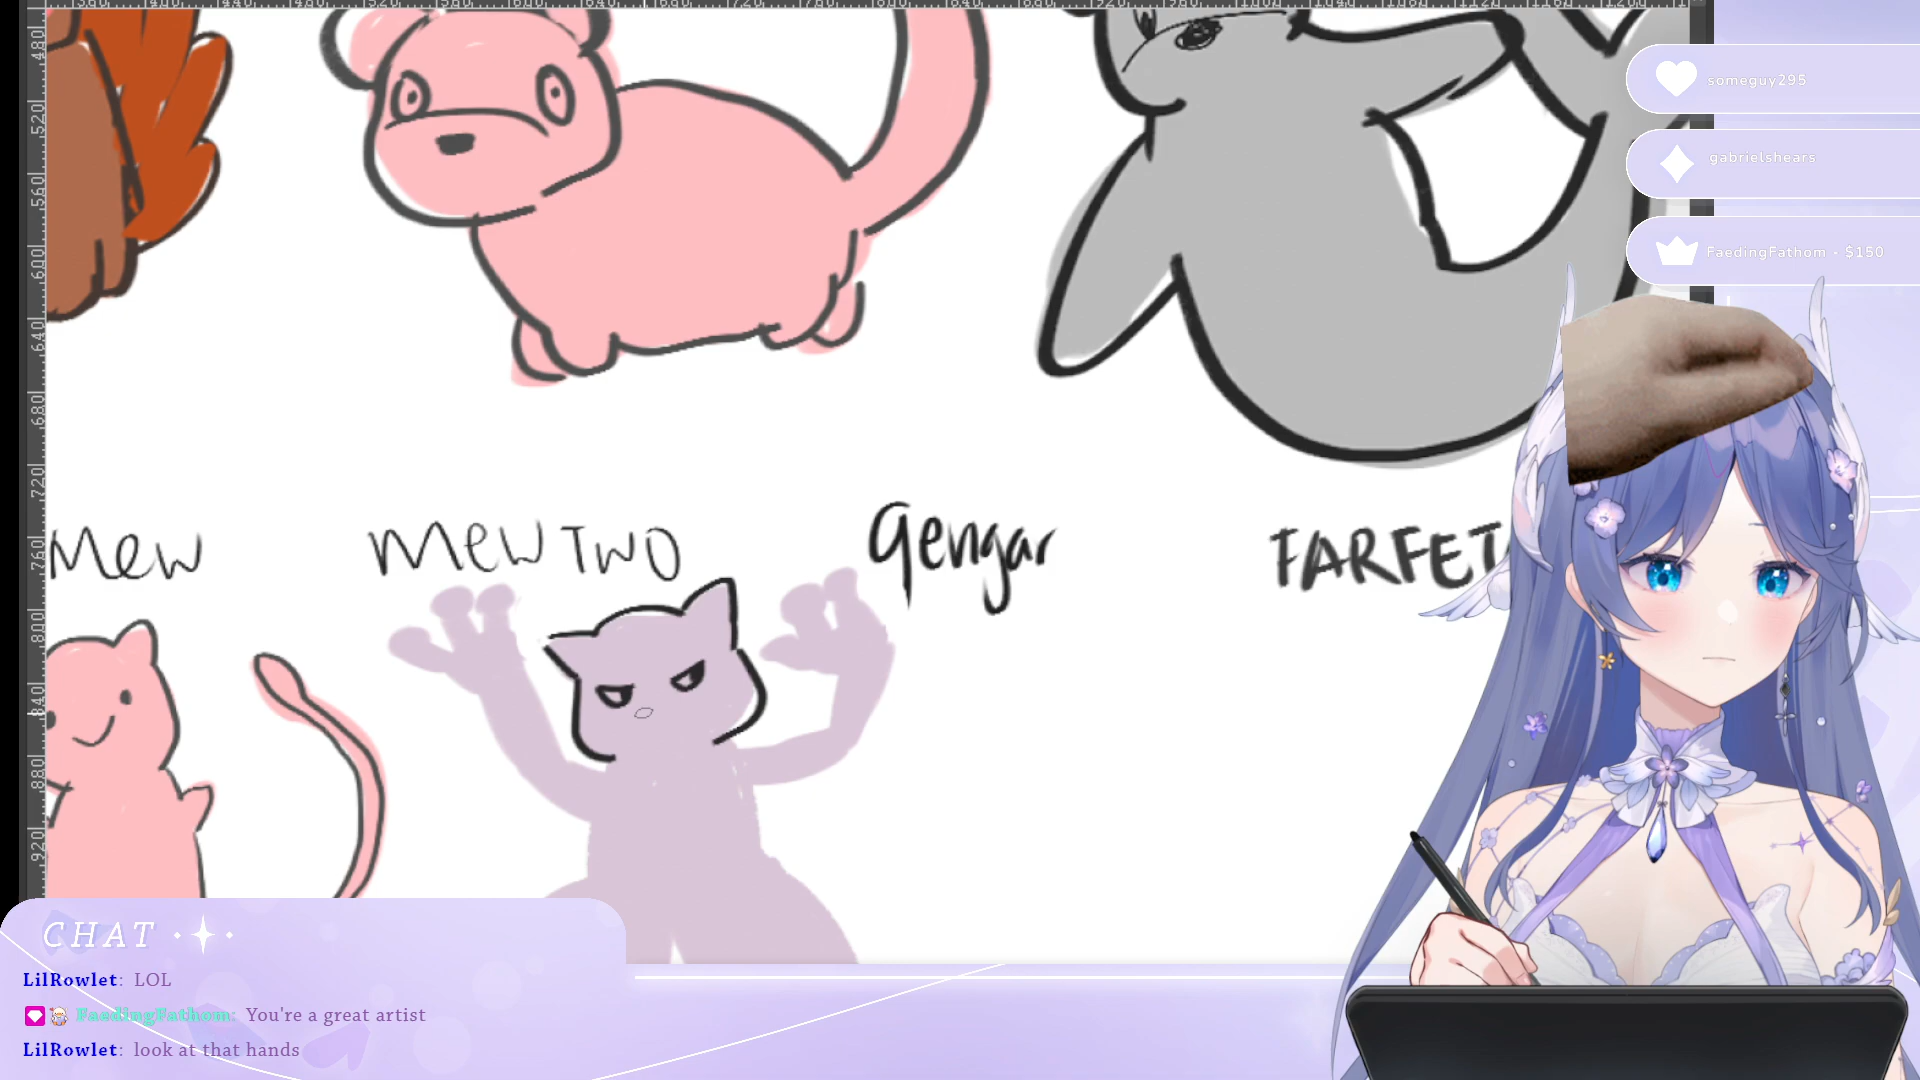 someguy295
gabrielshears
FaedingFathom - $150
Mew
MEWTWO
Gengar
FARFET
CHAT
LilRowlet: LOL
FaedingFathom: You're a great artist
LilRowlet: look at that hands